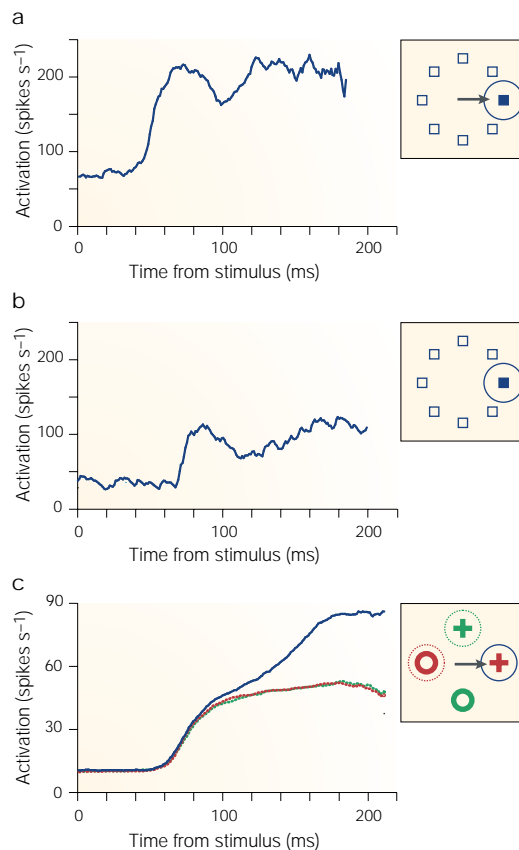 a
Activation (spikes s–1)
200
100
0
0 100 200
Time from stimulus (ms)
b
Activation (spikes s–1)
200
100
0
0 100 200
Time from stimulus (ms)
c
Activation (spikes s–1)
90
60
30
0
0 100 200
Time from stimulus (ms)